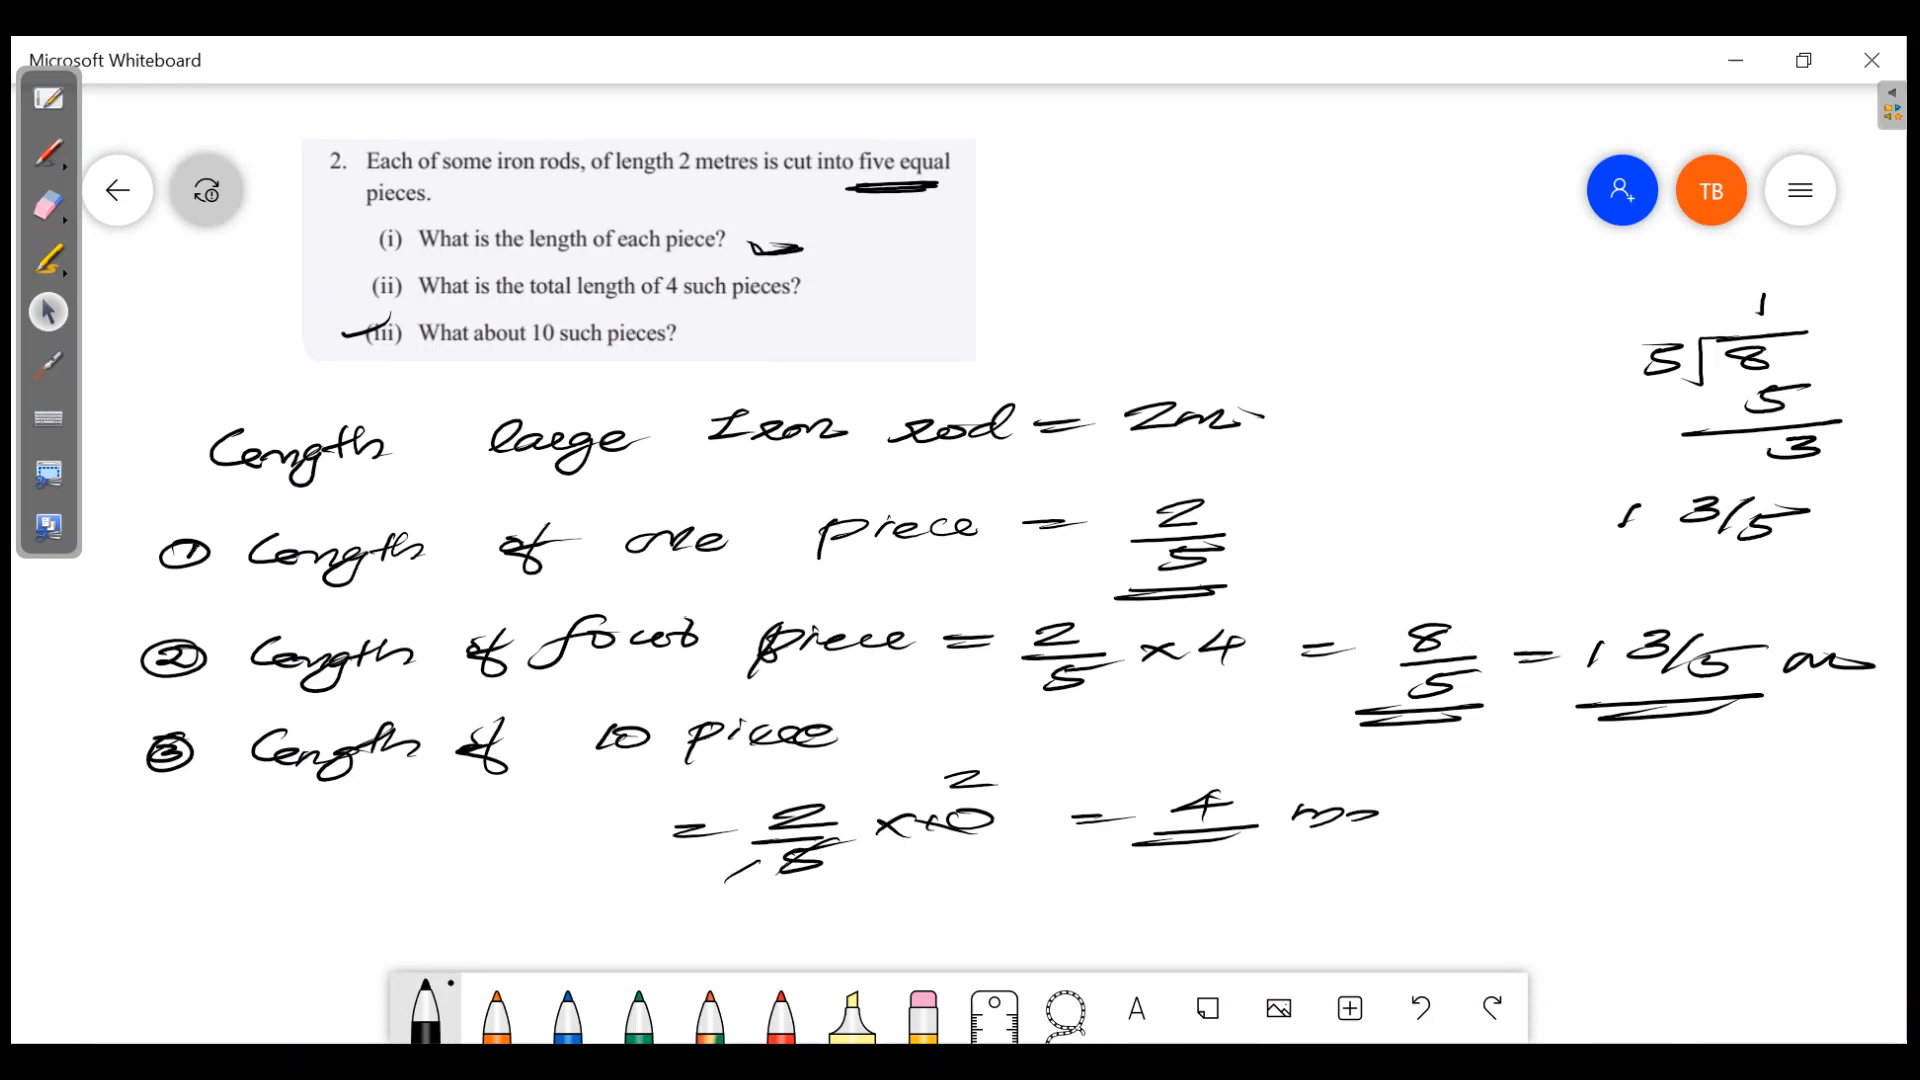 Microsoft Whiteboard
TB
2. Each of some iron rods, of length 2 metres is cut into five equal
pieces.
(i) What is the length of each piece?
(ii) What is the total length of 4 such pieces?
(iii) What about 10 such pieces?
1
5 8
5
3
1 3/5
Length large Iron rod = 2m
① Length of one piece = 2/5
② Length of piece = 2/5 × 4 = 8/5 = 1 3/5 m
③ Length of 10 piece
2
= 2/5 × 10 = 4 m
A